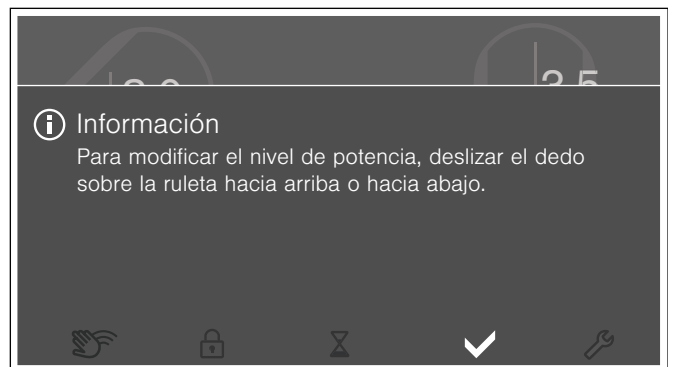 Información
Para modificar el nivel de potencia, deslizar el dedo
sobre la ruleta hacia arriba o hacia abajo.